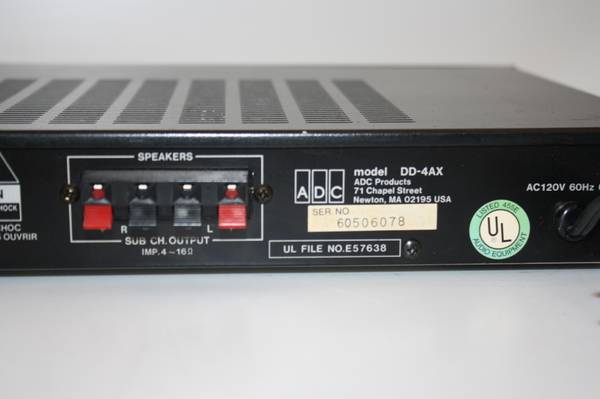 N
SHOCK
HOC
OUVRIR
SPEAKERS
R L
SUB CH. OUTPUT
IMP. 4~16Ω
ADC
model DD-4AX
ADC Products
71 Chapel Street
Newton, MA 02195 USA
SER NO.
60506078
UL FILE NO.E57638
LISTED 455E
UL
AUDIO EQUIPMENT
AC120V 60Hz